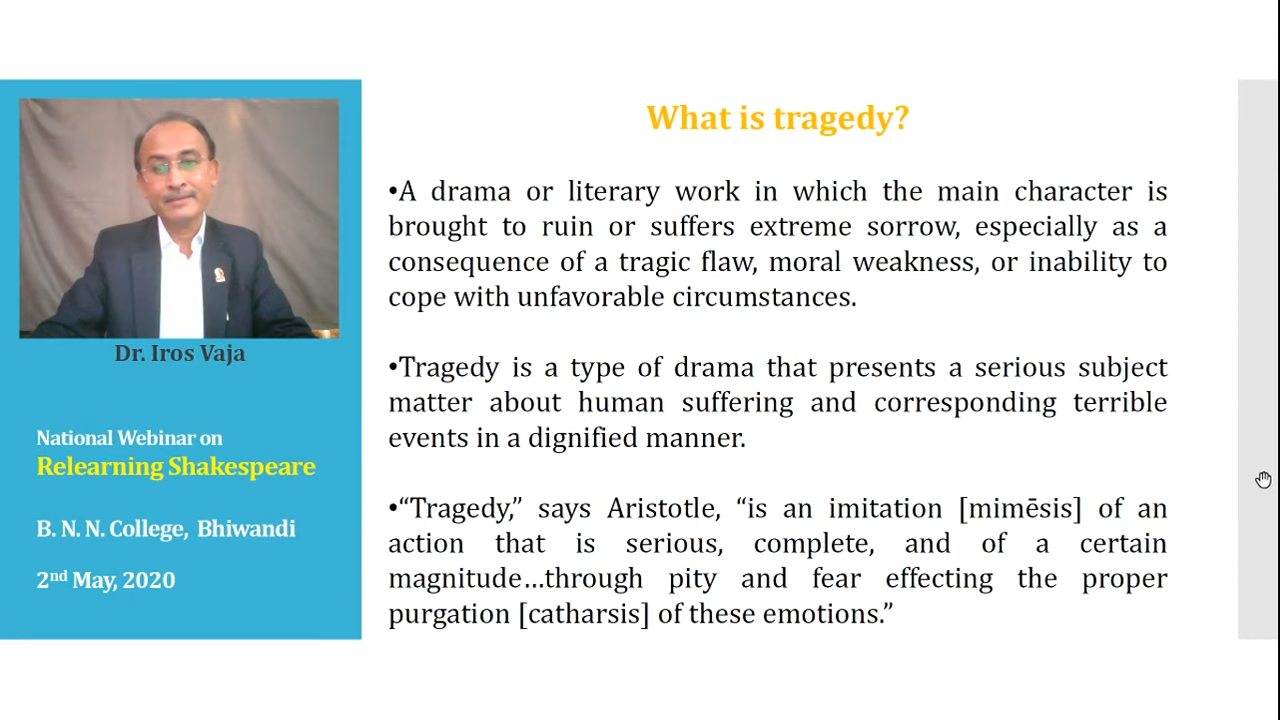 What is tragedy?
•A drama or literary work in which the main character is
brought to ruin or suffers extreme sorrow, especially as a
consequence of a tragic flaw, moral weakness, or inability to
cope with unfavorable circumstances.
•Tragedy is a type of drama that presents a serious subject
matter about human suffering and corresponding terrible
events in a dignified manner.
•“Tragedy,” says Aristotle, “is an imitation [mimēsis] of an
action that is serious, complete, and of a certain
magnitude…through pity and fear effecting the proper
purgation [catharsis] of these emotions.”
Dr. Iros Vaja
National Webinar on
Relearning Shakespeare
B. N. N. College, Bhiwandi
2nd May, 2020